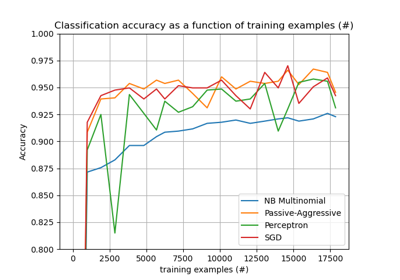 Classification accuracy as a function of training examples (#)
1.000
0.975
0.950
0.925
0.900
0.875
0.850
0.825
0.800
Accuracy
NB Multinomial
Passive-Aggressive
Perceptron
SGD
0 2500 5000 7500 10000 12500 15000 17500
training examples (#)